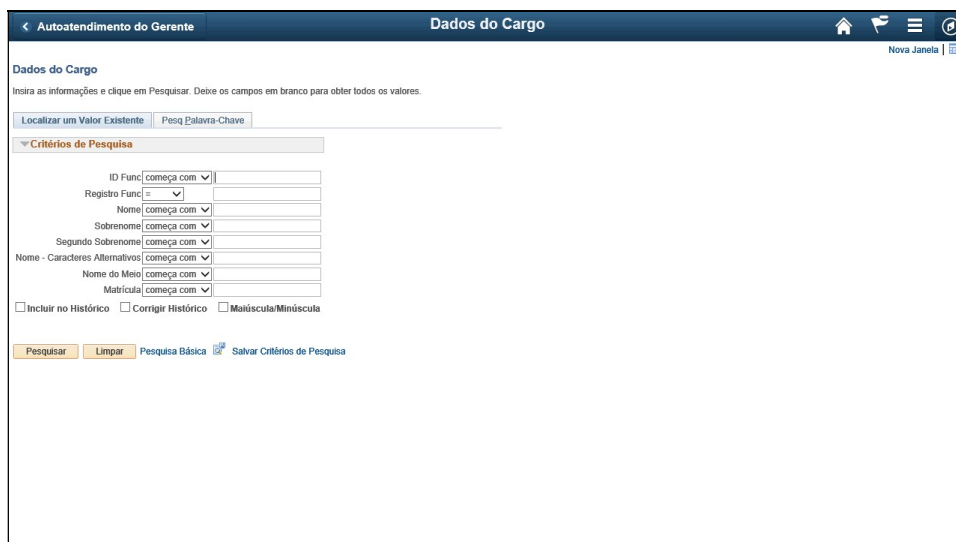 Autoatendimento do Gerente Dados do Cargo
Nova Janela |
Dados do Cargo
Insira as informações e clique em Pesquisar. Deixe os campos em branco para obter todos os valores.
Localizar um Valor Existente Pesq Palavra-Chave
Critérios de Pesquisa
ID Func começa com
Registro Func =
Nome começa com
Sobrenome começa com
Segundo Sobrenome começa com
Nome - Caracteres Alternativos começa com
Nome do Meio começa com
Matrícula começa com
Incluir no Histórico Corrigir Histórico Maiúscula/Minúscula
Pesquisar Limpar Pesquisa Básica Salvar Critérios de Pesquisa